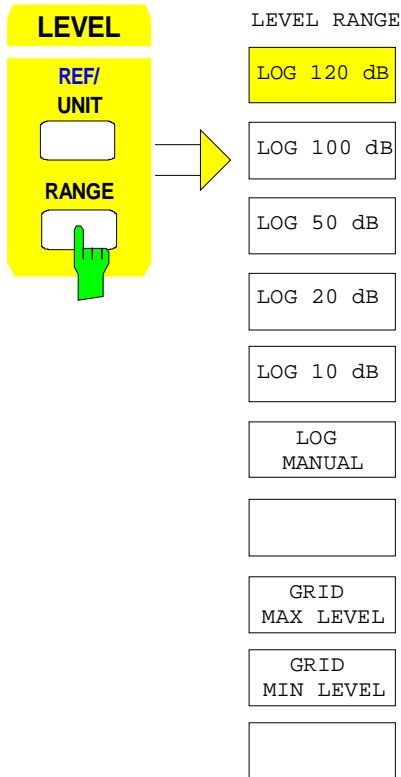 LEVEL
REF/
UNIT
RANGE
LEVEL RANGE
LOG 120 dB
LOG 100 dB
LOG 50 dB
LOG 20 dB
LOG 10 dB
LOG
MANUAL
GRID
MAX LEVEL
GRID
MIN LEVEL